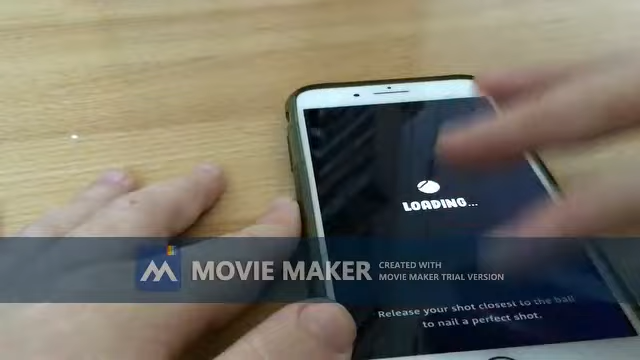 LOADING...
MOVIE MAKER
CREATED WITH
MOVIE MAKER TRIAL VERSION
Release your shot closest to the ball
to nail a perfect shot.